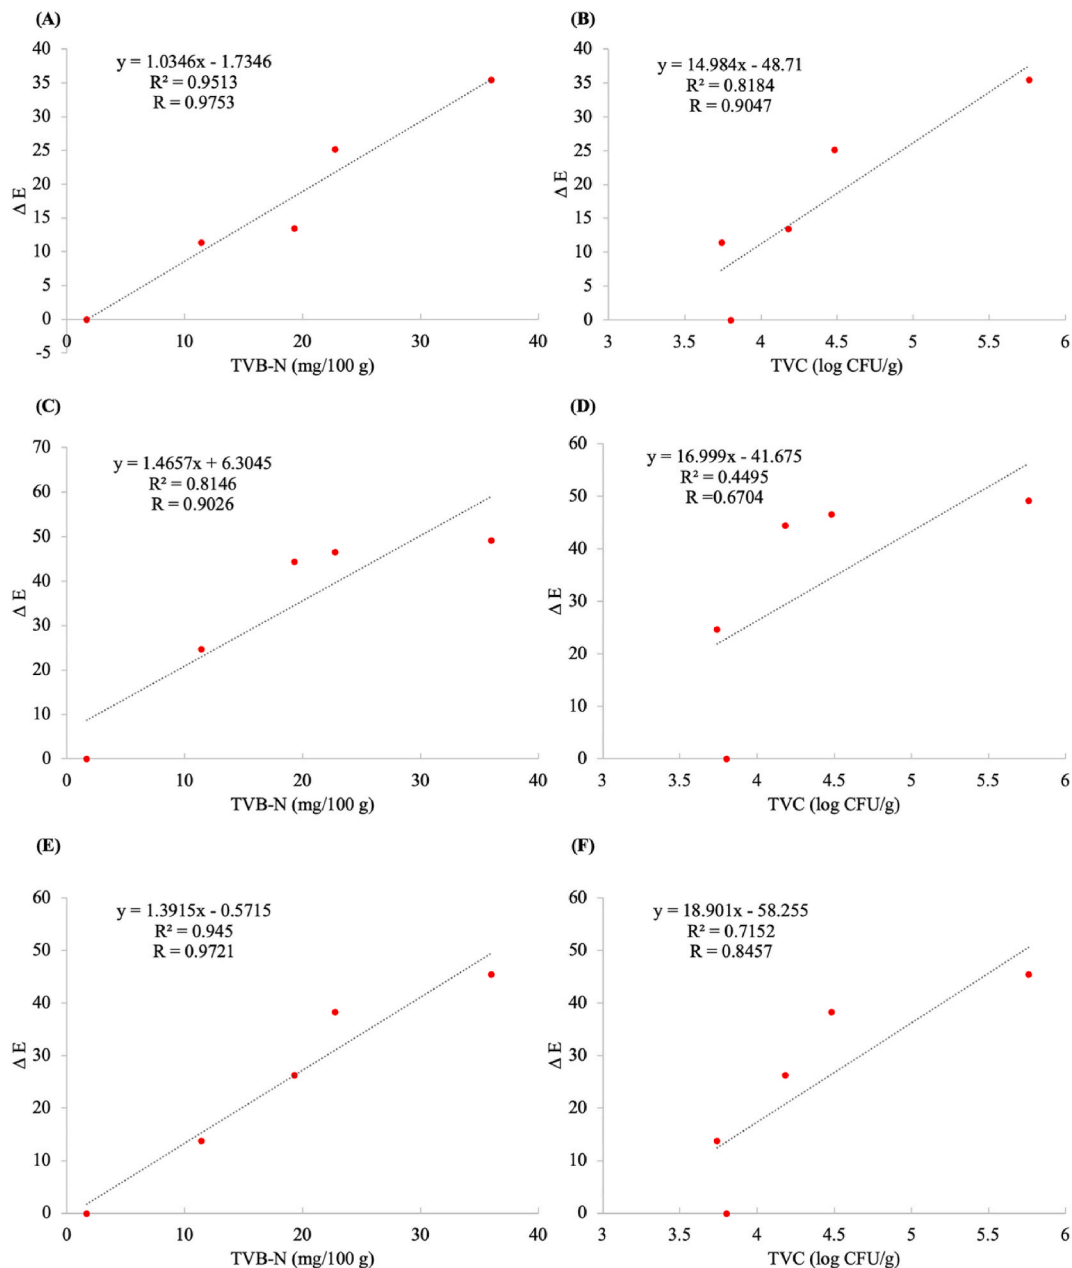 (A)
y = 1.0346x - 1.7346
R² = 0.9513
R = 0.9753
40
35
30
25
20
15
10
5
0
-5
Δ E
0 10 20 30 40
TVB-N (mg/100 g)
(B)
y = 14.984x - 48.71
R² = 0.8184
R = 0.9047
40
35
30
25
20
15
10
5
0
Δ E
3 3.5 4 4.5 5 5.5 6
TVC (log CFU/g)
(C)
y = 1.4657x + 6.3045
R² = 0.8146
R = 0.9026
70
60
50
40
30
20
10
0
Δ E
0 10 20 30 40
TVB-N (mg/100 g)
(D)
y = 16.999x - 41.675
R² = 0.4495
R =0.6704
60
50
40
30
20
10
0
Δ E
3 3.5 4 4.5 5 5.5 6
TVC (log CFU/g)
(E)
y = 1.3915x - 0.5715
R² = 0.945
R = 0.9721
60
50
40
30
20
10
0
Δ E
0 10 20 30 40
TVB-N (mg/100 g)
(F)
y = 18.901x - 58.255
R² = 0.7152
R = 0.8457
60
50
40
30
20
10
0
Δ E
3 3.5 4 4.5 5 5.5 6
TVC (log CFU/g)